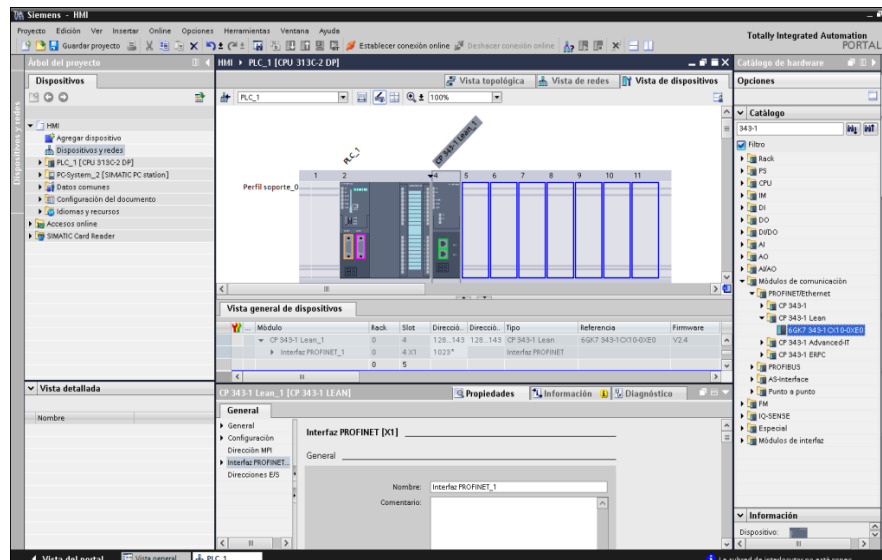 Siemens - HMI
Proyecto Edición Ver Insertar Online Opciones Herramientas Ventana Ayuda
Guardar proyecto
Establecer conexión online Deshacer conexión online
Totally Integrated Automation
PORTAL
Árbol del proyecto
HMI PLC_1 [CPU 313C-2 DP]
Catálogo de hardware
Dispositivos
Vista topológica Vista de redes Vista de dispositivos
Opciones
PLC_1
100%
Dispositivos y redes
HMI
Agregar dispositivo
Dispositivos y redes
PLC_1 [CPU 313C-2 DP]
PC-System_2 [SIMATIC PC station]
Datos comunes
Configuración del documento
Idiomas y recursos
Accesos online
SIMATIC Card Reader
PLC_1
CP 343-1 Lean_1
1 2 4 5 6 7 8 9 10 11
Perfil soporte_0
Catálogo
343-1
Filtro
Rack
PS
CPU
IM
DI
DO
DI/DO
AI
AO
AI/AO
Módulos de comunicación
PROFINET/Ethernet
CP 343-1
CP 343-1 Lean
6GK7 343-1CX10-0XE0
CP 343-1 Advanced-IT
CP 343-1 ERPC
PROFIBUS
AS-Interface
Punto a punto
FM
IQ-SENSE
Especial
Módulos de interfaz
Vista general de dispositivos
... Módulo Rack Slot Direcció.. Direcció.. Tipo Referencia Firmware
CP 343-1 Lean_1 0 4 128...143 128...143 CP 343-1 Lean 6GK7 343-1CX10-0XE0 V2.4
Interfaz PROFINET_1 0 4 X1 1023* Interfaz PROFINET
0 5
Vista detallada
Nombre
CP 343-1 Lean_1 [CP 343-1 LEAN]
Propiedades Información Diagnóstico
General
General
Configuración
Dirección MPI
Interfaz PROFINET...
Direcciones E/S
Interfaz PROFINET [X1]
General
Nombre: Interfaz PROFINET_1
Comentario:
Información
Dispositivo:
Vista del portal Vista general PLC_1